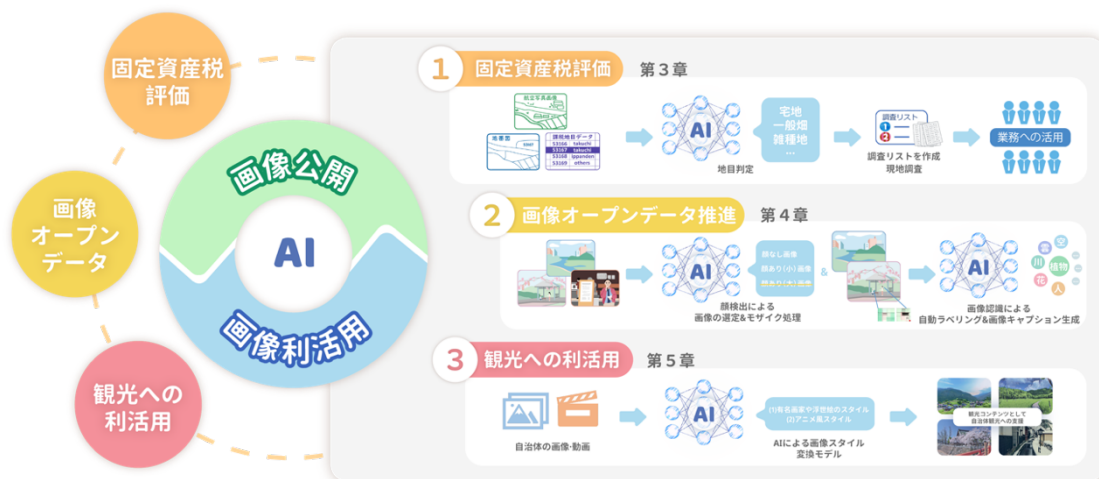 固定資産税
評価
画像
オープン
データ
観光への
利活用
画像公開
AI
画像利活用
1 固定資産税評価 第3章
航空写真画像
地番図
課税地目データ
53166 takuchi
53167 takuchi
53168 ippanden
53169 others
AI
地目判定
宅地
一般畑
雑種地
…
調査リスト
1
2
調査リストを作成
現地調査
業務への活用
2 画像オープンデータ推進 第4章
AI
顔なし画像
顔あり(小)画像
顔あり(大)画像
顔検出による
画像の選定&モザイク処理
&
AI
雲
空
川
植物
花
人
画像認識による
自動ラベリング&画像キャプション生成
3 観光への利活用 第5章
自治体の画像・動画
AI
(1)有名画家や浮世絵のスタイル
(2)アニメ風スタイル
AIによる画像スタイル
変換モデル
観光コンテンツとして
自治体観光への支援